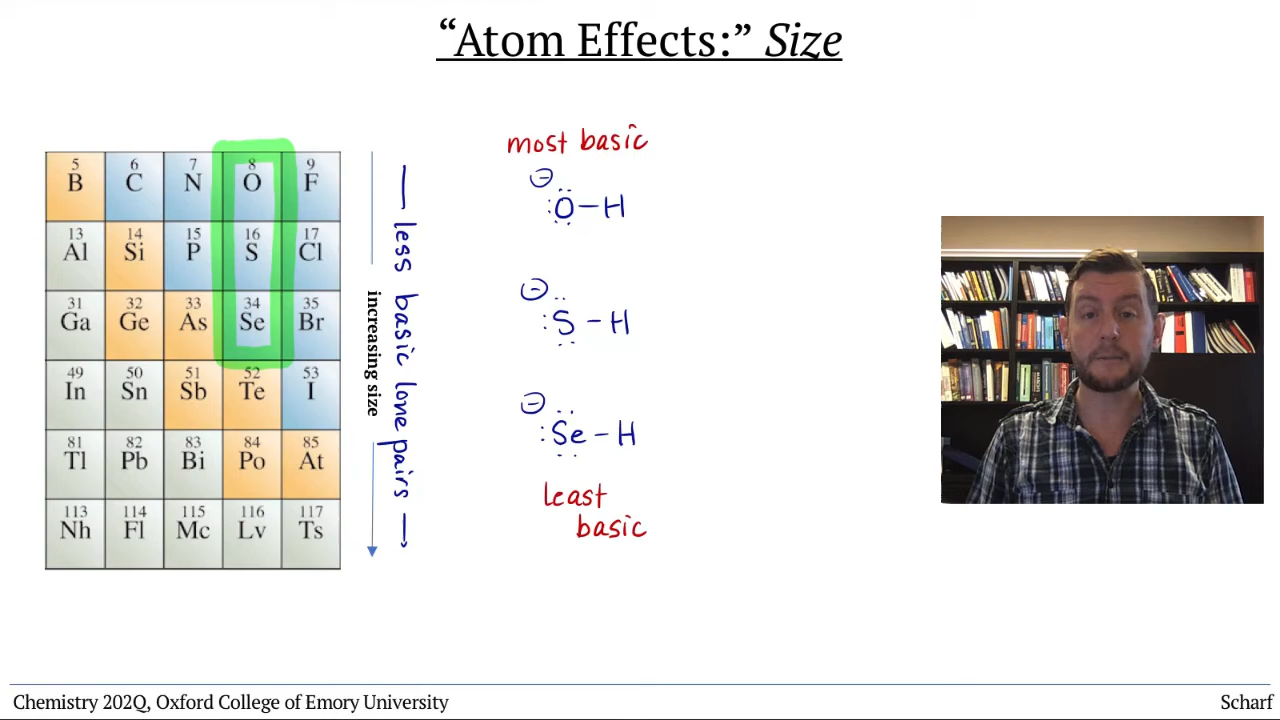 “Atom Effects:” Size
5 6 7 8 9
B C N O F
13 14 15 16 17
Al Si P S Cl
31 32 33 34 35
Ga Ge As Se Br
49 50 51 52 53
In Sn Sb Te I
81 82 83 84 85
Tl Pb Bi Po At
113 114 115 116 117
Nh Fl Mc Lv Ts
increasing size
less basic lone pairs
most basic
O-H
S-H
Se-H
least
basic
Chemistry 202Q, Oxford College of Emory University
Scharf